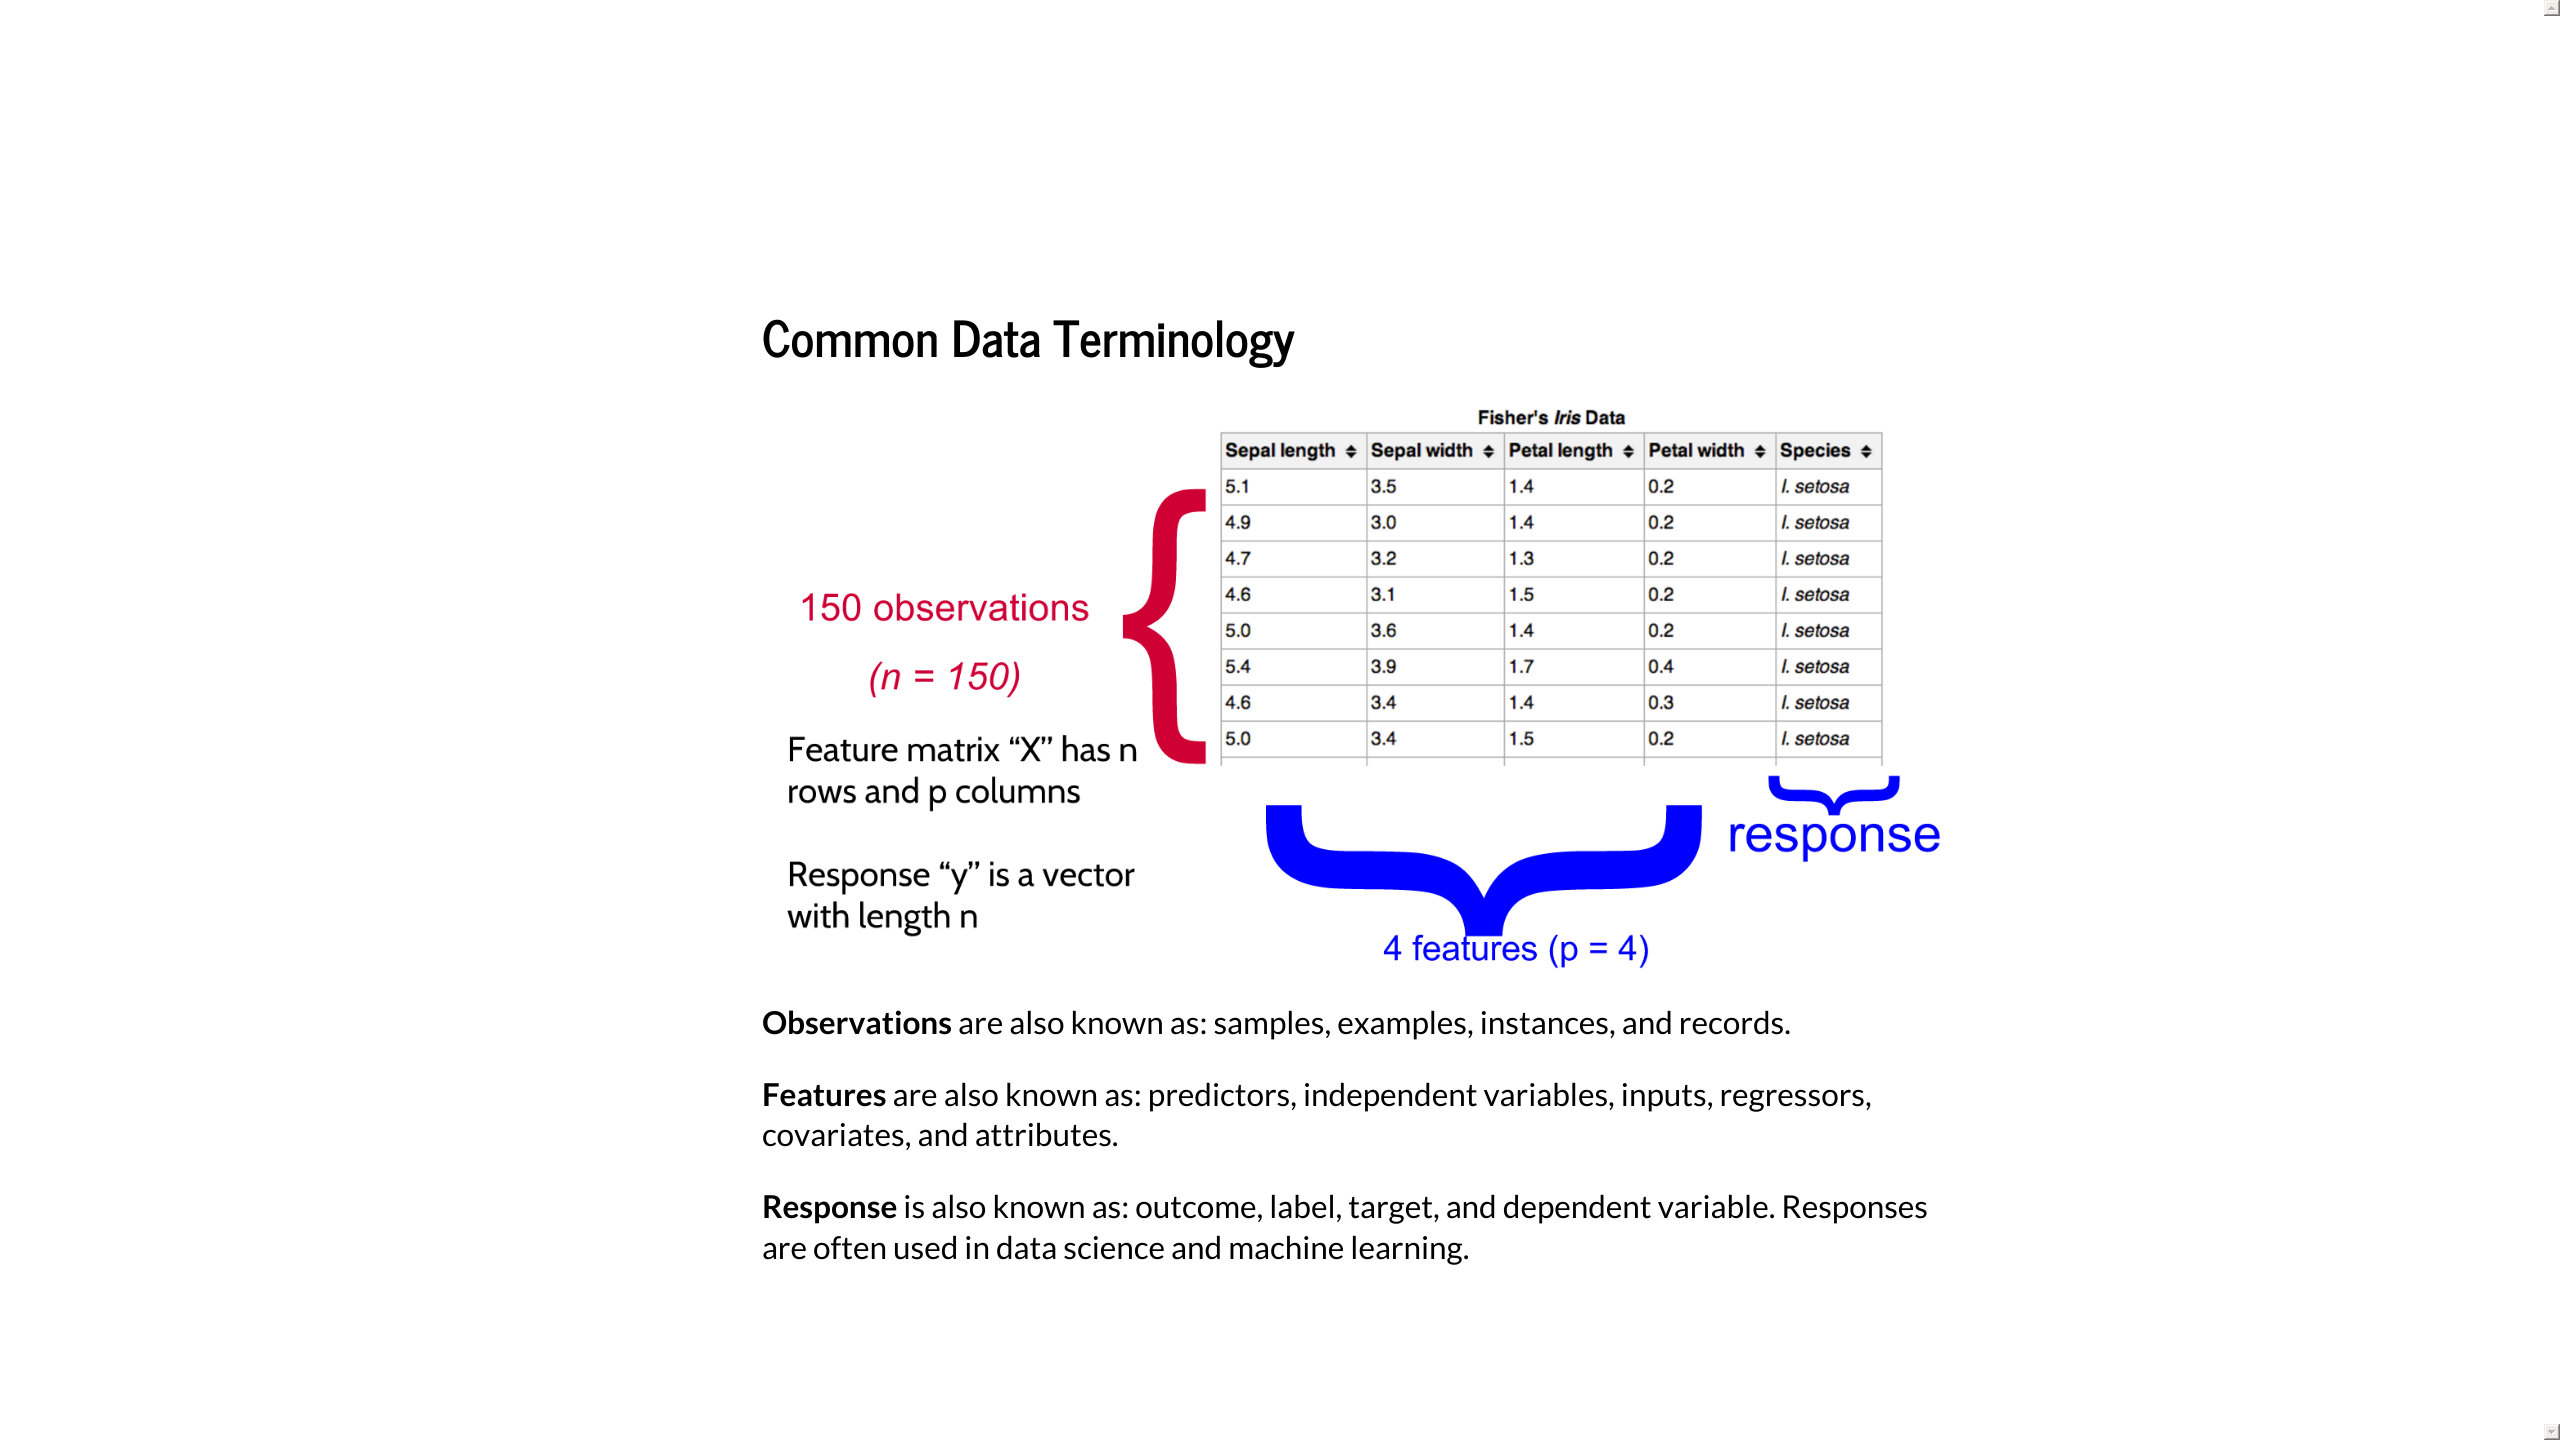 Common Data Terminology
Fisher's Iris Data
Sepal length Sepal width Petal length Petal width Species
5.1 3.5 1.4 0.2 I. setosa
4.9 3.0 1.4 0.2 I. setosa
4.7 3.2 1.3 0.2 I. setosa
4.6 3.1 1.5 0.2 I. setosa
5.0 3.6 1.4 0.2 I. setosa
5.4 3.9 1.7 0.4 I. setosa
4.6 3.4 1.4 0.3 I. setosa
5.0 3.4 1.5 0.2 I. setosa
150 observations
(n = 150)
Feature matrix “X” has n
rows and p columns
Response “y” is a vector
with length n
response
4 features (p = 4)
Observations are also known as: samples, examples, instances, and records.
Features are also known as: predictors, independent variables, inputs, regressors,
covariates, and attributes.
Response is also known as: outcome, label, target, and dependent variable. Responses
are often used in data science and machine learning.